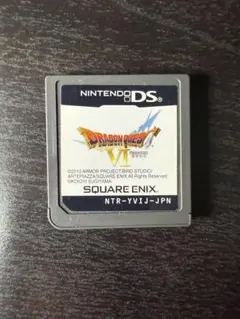 NINTENDO DS
DRAGON QUEST
VI
©2010 ARMOR PROJECT/BIRD STUDIO/
ARTEPIAZZA/SQUARE ENIX All Rights Reserved.
©KOICHI SUGIYAMA
SQUARE ENIX.
NTR-YVIJ-JPN